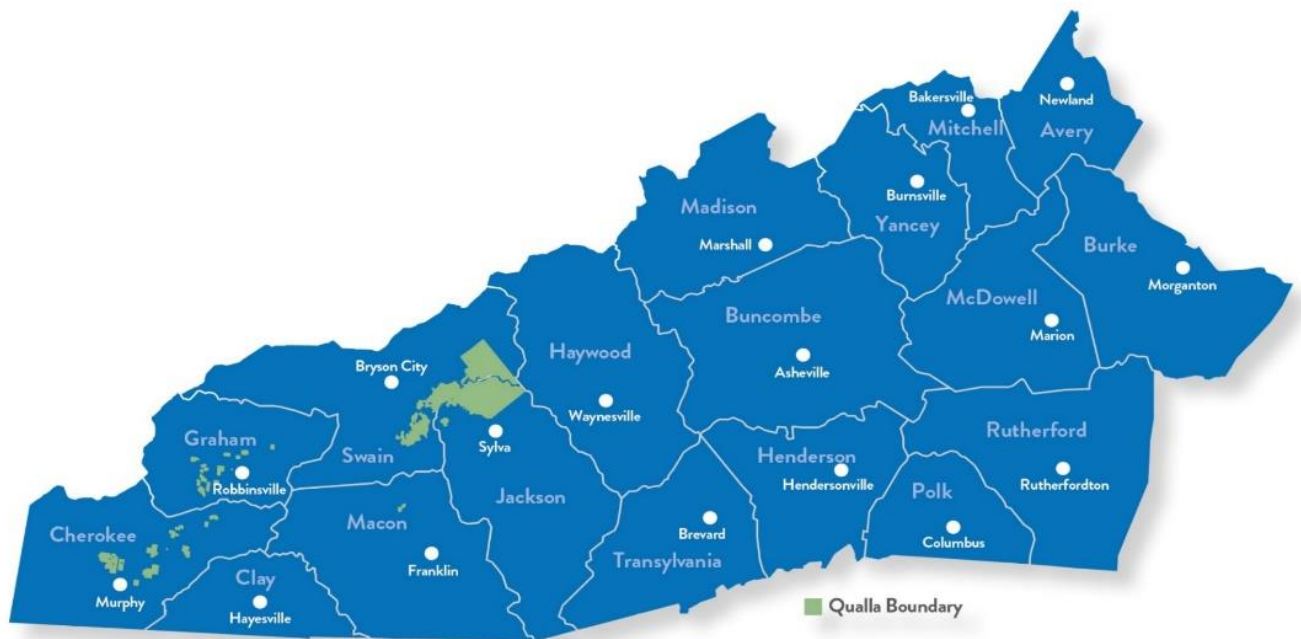 Bakersville
Newland
Mitchell
Avery
Burnsville
Madison
Yancey
Marshall
Burke
Morganton
McDowell
Buncombe
Marion
Haywood
Asheville
Bryson City
Waynesville
Graham
Swain
Sylva
Rutherford
Henderson
Rutherfordton
Robbinsville
Hendersonville
Jackson
Polk
Macon
Cherokee
Brevard
Columbus
Transylvania
Franklin
Clay
Murphy
Hayesville
Qualla Boundary